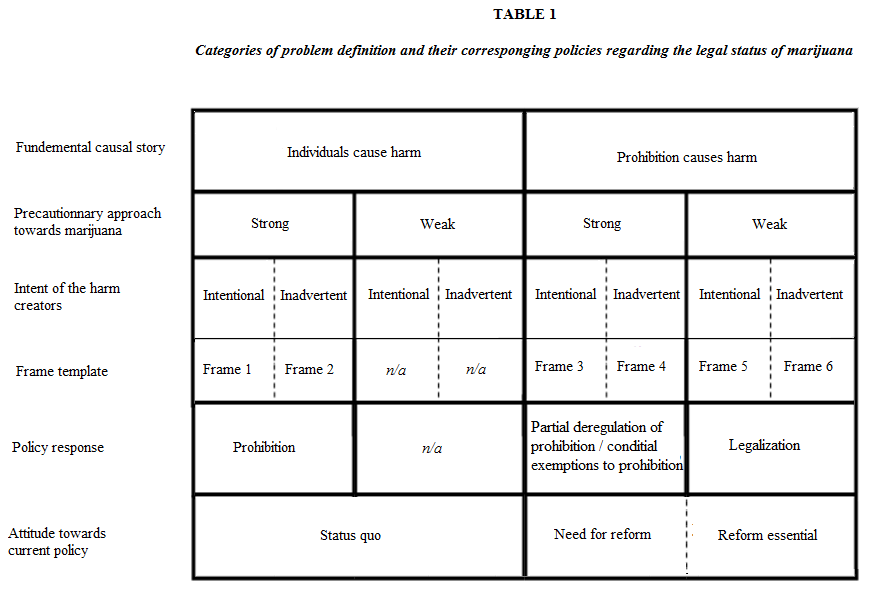 TABLE 1
Categories of problem definition and their corresponging policies regarding the legal status of marijuana
Fundemental causal story
Individuals cause harm
Prohibition causes harm
Precautionnary approach
towards marijuana
Strong
Weak
Strong
Weak
Intent of the harm
creators
Intentional
Inadvertent
Intentional
Inadvertent
Intentional
Inadvertent
Intentional
Inadvertent
Frame template
Frame 1
Frame 2
n/a
n/a
Frame 3
Frame 4
Frame 5
Frame 6
Policy response
Prohibition
n/a
Partial deregulation of
prohibition / conditial
exemptions to prohibition
Legalization
Attitude towards
current policy
Status quo
Need for reform
Reform essential